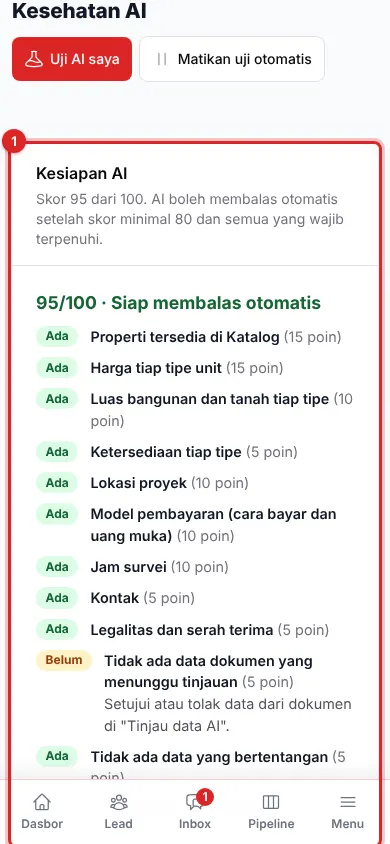 Kesehatan AI
Uji AI saya
Matikan uji otomatis
1
Kesiapan AI
Skor 95 dari 100. AI boleh membalas otomatis
setelah skor minimal 80 dan semua yang wajib
terpenuhi.
95/100 · Siap membalas otomatis
Ada Properti tersedia di Katalog (15 poin)
Ada Harga tiap tipe unit (15 poin)
Ada Luas bangunan dan tanah tiap tipe (10
poin)
Ada Ketersediaan tiap tipe (5 poin)
Ada Lokasi proyek (10 poin)
Ada Model pembayaran (cara bayar dan
uang muka) (10 poin)
Ada Jam survei (10 poin)
Ada Kontak (5 poin)
Ada Legalitas dan serah terima (5 poin)
Belum Tidak ada data dokumen yang
menunggu tinjauan (5 poin)
Setujui atau tolak data dari dokumen
di "Tinjau data AI".
Ada Tidak ada data yang bertentangan (5
poin)
1
Dasbor Lead Inbox Pipeline Menu